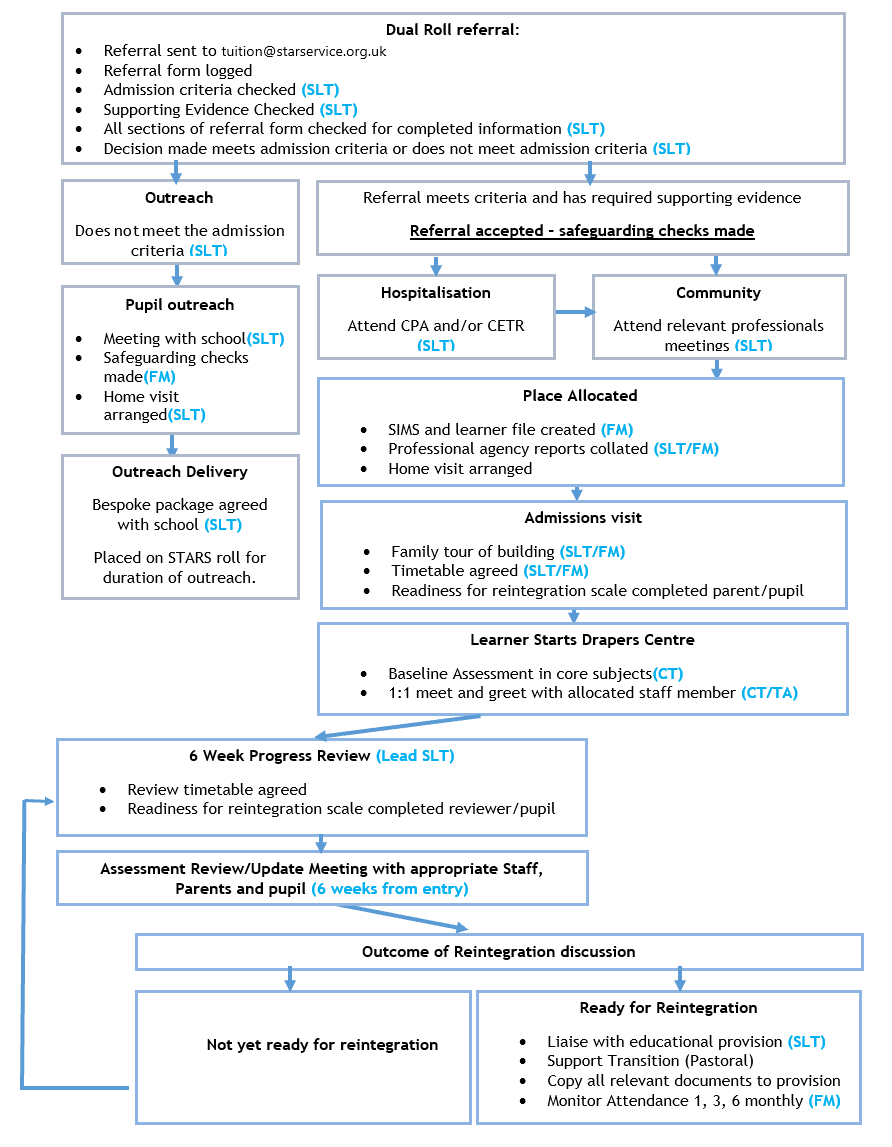 Dual Roll referral:
• Referral sent to tuition@starservice.org.uk
• Referral form logged
• Admission criteria checked (SLT)
• Supporting Evidence Checked (SLT)
• All sections of referral form checked for completed information (SLT)
• Decision made meets admission criteria or does not meet admission criteria (SLT)
Outreach
Does not meet the admission
criteria (SLT)
Referral meets criteria and has required supporting evidence
Referral accepted – safeguarding checks made
Pupil outreach
• Meeting with school(SLT)
• Safeguarding checks
made(FM)
• Home visit
arranged(SLT)
Hospitalisation
Attend CPA and/or CETR
(SLT)
Community
Attend relevant professionals
meetings (SLT)
Place Allocated
• SIMS and learner file created (FM)
• Professional agency reports collated (SLT/FM)
• Home visit arranged
Outreach Delivery
Bespoke package agreed
with school (SLT)
Placed on STARS roll for
duration of outreach.
Admissions visit
• Family tour of building (SLT/FM)
• Timetable agreed (SLT/FM)
• Readiness for reintegration scale completed parent/pupil
Learner Starts Drapers Centre
• Baseline Assessment in core subjects(CT)
• 1:1 meet and greet with allocated staff member (CT/TA)
6 Week Progress Review (Lead SLT)
• Review timetable agreed
• Readiness for reintegration scale completed reviewer/pupil
Assessment Review/Update Meeting with appropriate Staff,
Parents and pupil (6 weeks from entry)
Outcome of Reintegration discussion
Not yet ready for reintegration
Ready for Reintegration
• Liaise with educational provision (SLT)
• Support Transition (Pastoral)
• Copy all relevant documents to provision
• Monitor Attendance 1, 3, 6 monthly (FM)